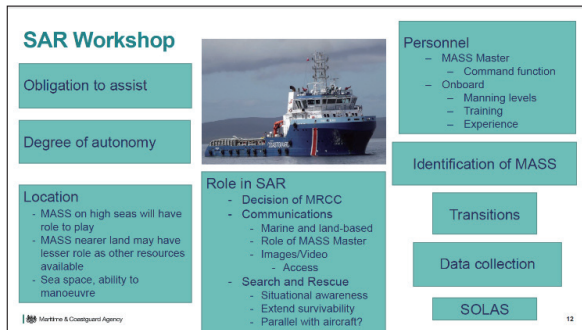 SAR Workshop
Obligation to assist
Degree of autonomy
Location
- MASS on high seas will have
role to play
- MASS nearer land may have
lesser role as other resources
available
- Sea space, ability to
manoeuvre
Role in SAR
- Decision of MRCC
- Communications
- Marine and land-based
- Role of MASS Master
- Images/Video
- Access
- Search and Rescue
- Situational awareness
- Extend survivability
- Parallel with aircraft?
Personnel
– MASS Master
– Command function
– Onboard
– Manning levels
– Training
– Experience
Identification of MASS
Transitions
Data collection
SOLAS
Maritime & Coastguard Agency
12